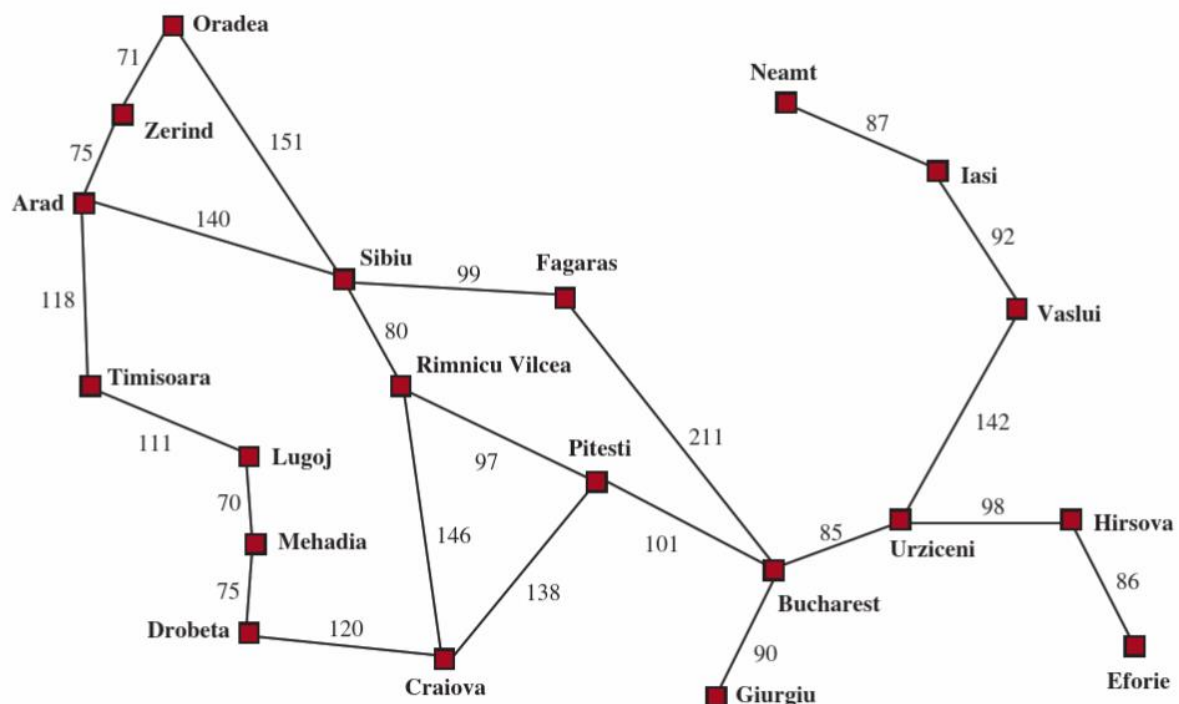 Oradea
71
Neamt
Zerind
87
75
151
Iasi
Arad
140
92
Sibiu
Fagaras
99
118
Vaslui
80
Timisoara
Rimnicu Vilcea
142
111
211
Lugoj
97
Pitesti
70
98
Hirsova
Mehadia
146
101
85
Urziceni
86
75
138
Bucharest
Drobeta
120
90
Craiova
Giurgiu
Eforie